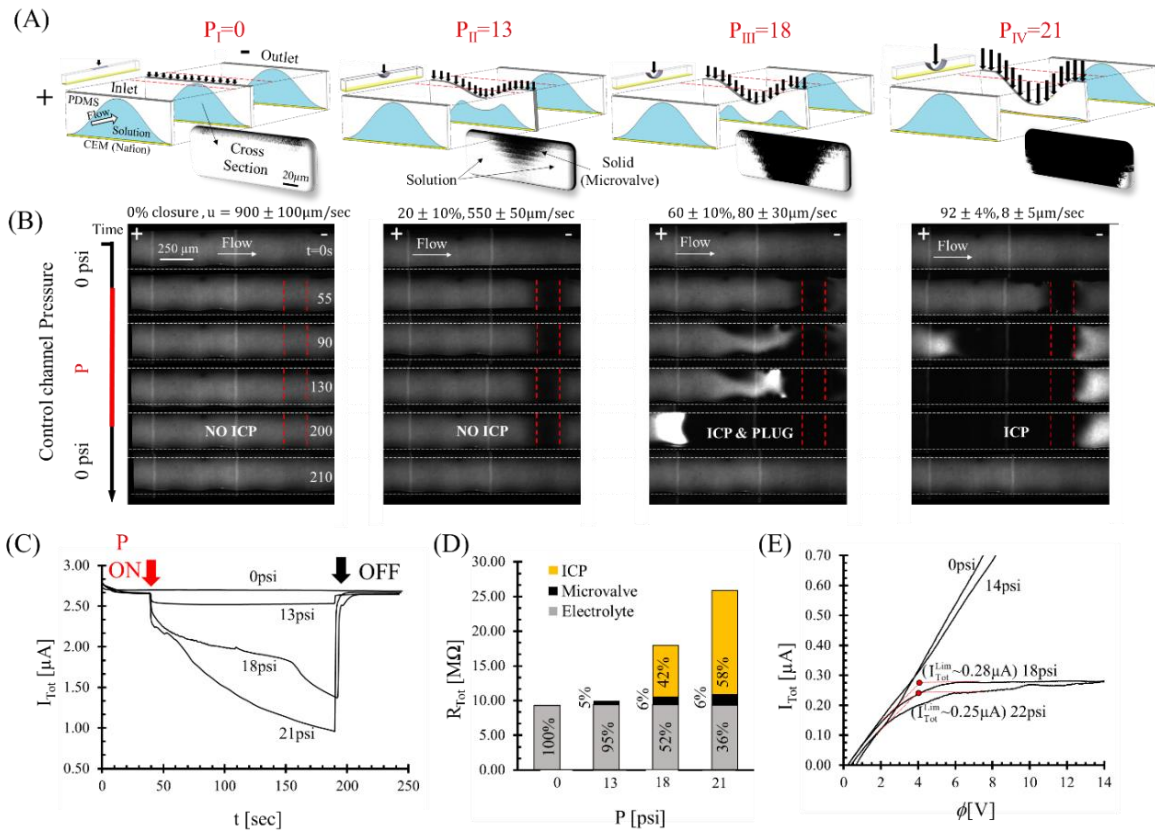 (A)
P_I=0
P_II=13
P_III=18
P_IV=21
- Outlet
+ Inlet
PDMS
Flow
Solution
CEM (Nafion)
Cross
Section
20µm
Solution
Solid
(Microvalve)
(B)
Time
0% closure , u = 900 ± 100µm/sec
20 ± 10%, 550 ± 50µm/sec
60 ± 10%, 80 ± 30µm/sec
92 ± 4%, 8 ± 5µm/sec
Control channel Pressure
0 psi
P
0 psi
+ -
250 µm
Flow
t=0s
55
90
130
NO ICP
200
210
+ -
Flow
NO ICP
+ -
Flow
ICP & PLUG
+ -
Flow
ICP
(C)
P
ON
OFF
I_Tot [µA]
3.00
2.50
2.00
1.50
1.00
0.50
0psi
13psi
18psi
21psi
0 50 100 150 200 250
t [sec]
(D)
R_Tot [MΩ]
30.00
25.00
20.00
15.00
10.00
5.00
0.00
ICP
Microvalve
Electrolyte
100%
5%
95%
6%
42%
52%
6%
58%
36%
0 13 18 21
P [psi]
(E)
I_Tot [µA]
0.70
0.60
0.50
0.40
0.30
0.20
0.10
0.00
0psi
14psi
(I_Tot^Lim~0.28µA) 18psi
(I_Tot^Lim~0.25µA) 22psi
0 2 4 6 8 10 12 14
ϕ[V]